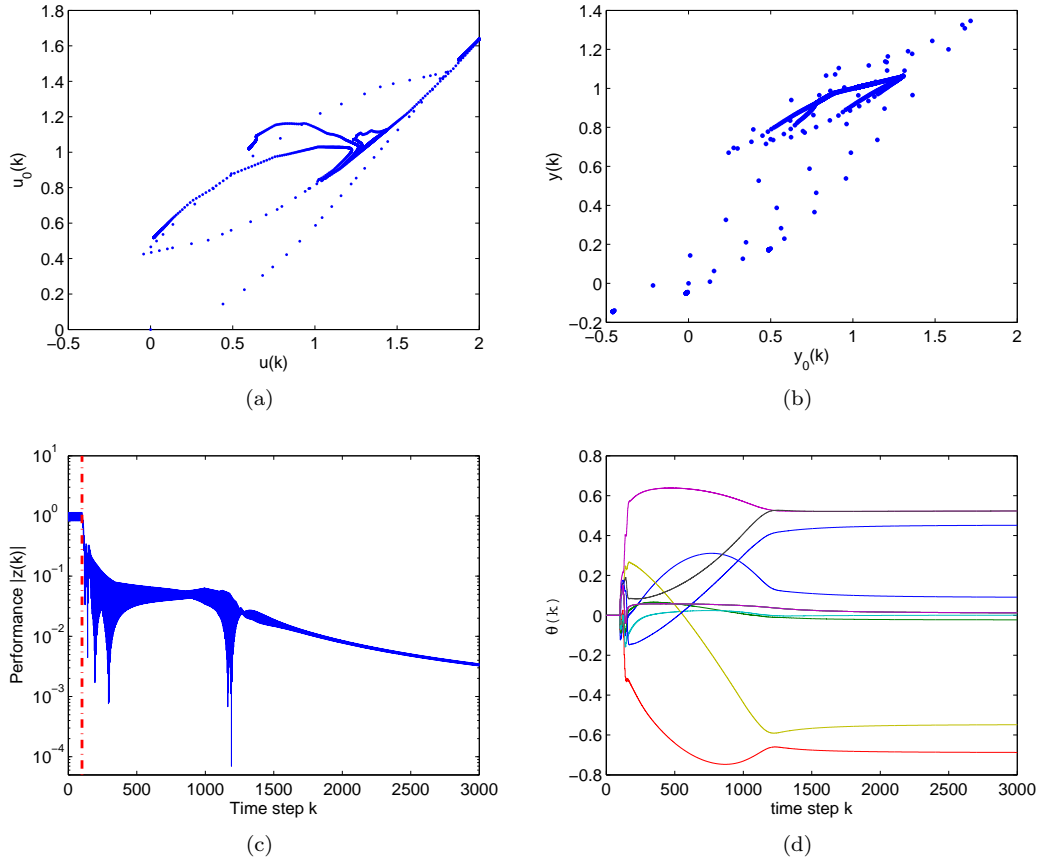 1.8
1.6
1.4
1.2
1
0.8
0.6
0.4
0.2
0
u₀(k)
−0.5 0 0.5 1 1.5 2
u(k)
(a)
1.4
1.2
1
0.8
0.6
0.4
0.2
0
−0.2
y(k)
−0.5 0 0.5 1 1.5 2
y₀(k)
(b)
10¹
10⁰
10⁻¹
10⁻²
10⁻³
10⁻⁴
Performance |z(k)|
0 500 1000 1500 2000 2500 3000
Time step k
(c)
0.8
0.6
0.4
0.2
0
−0.2
−0.4
−0.6
−0.8
θ(k)
0 500 1000 1500 2000 2500 3000
time step k
(d)